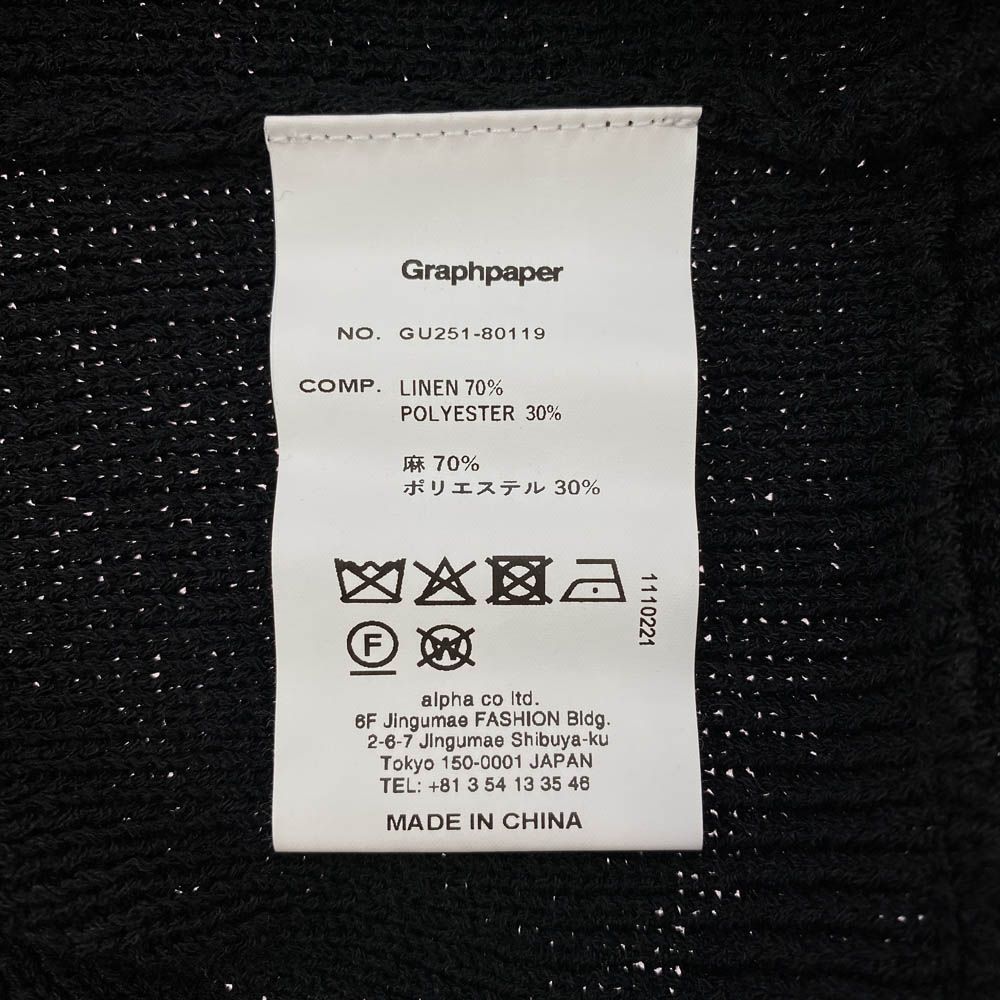 Graphpaper
NO. GU251-80119
COMP. LINEN 70%
POLYESTER 30%
麻 70%
ポリエステル 30%
1110221
F
W
alpha co ltd.
6F Jingumae FASHION Bldg.
2-6-7 Jingumae Shibuya-ku
Tokyo 150-0001 JAPAN
TEL: +81 3 54 13 35 46
MADE IN CHINA